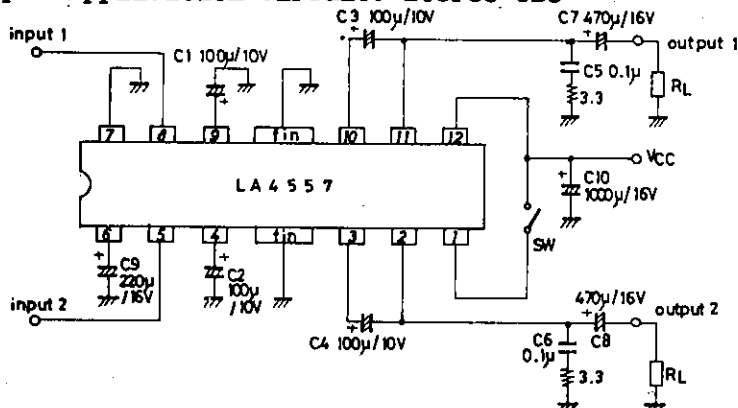 input 1
C1 100μ/10V
C3 100μ/10V
C7 470μ/16V
output 1
C5 0.1μ
3.3
RL
7 8 9 fin 10 11 12
LA4557
VCC
C10
1000μ/16V
SW
6 5 4 fin 3 2 1
C9
220μ
/16V
C2
100μ
/10V
input 2
C4 100μ/10V
470μ/16V
C8
output 2
C6
0.1μ
3.3
RL